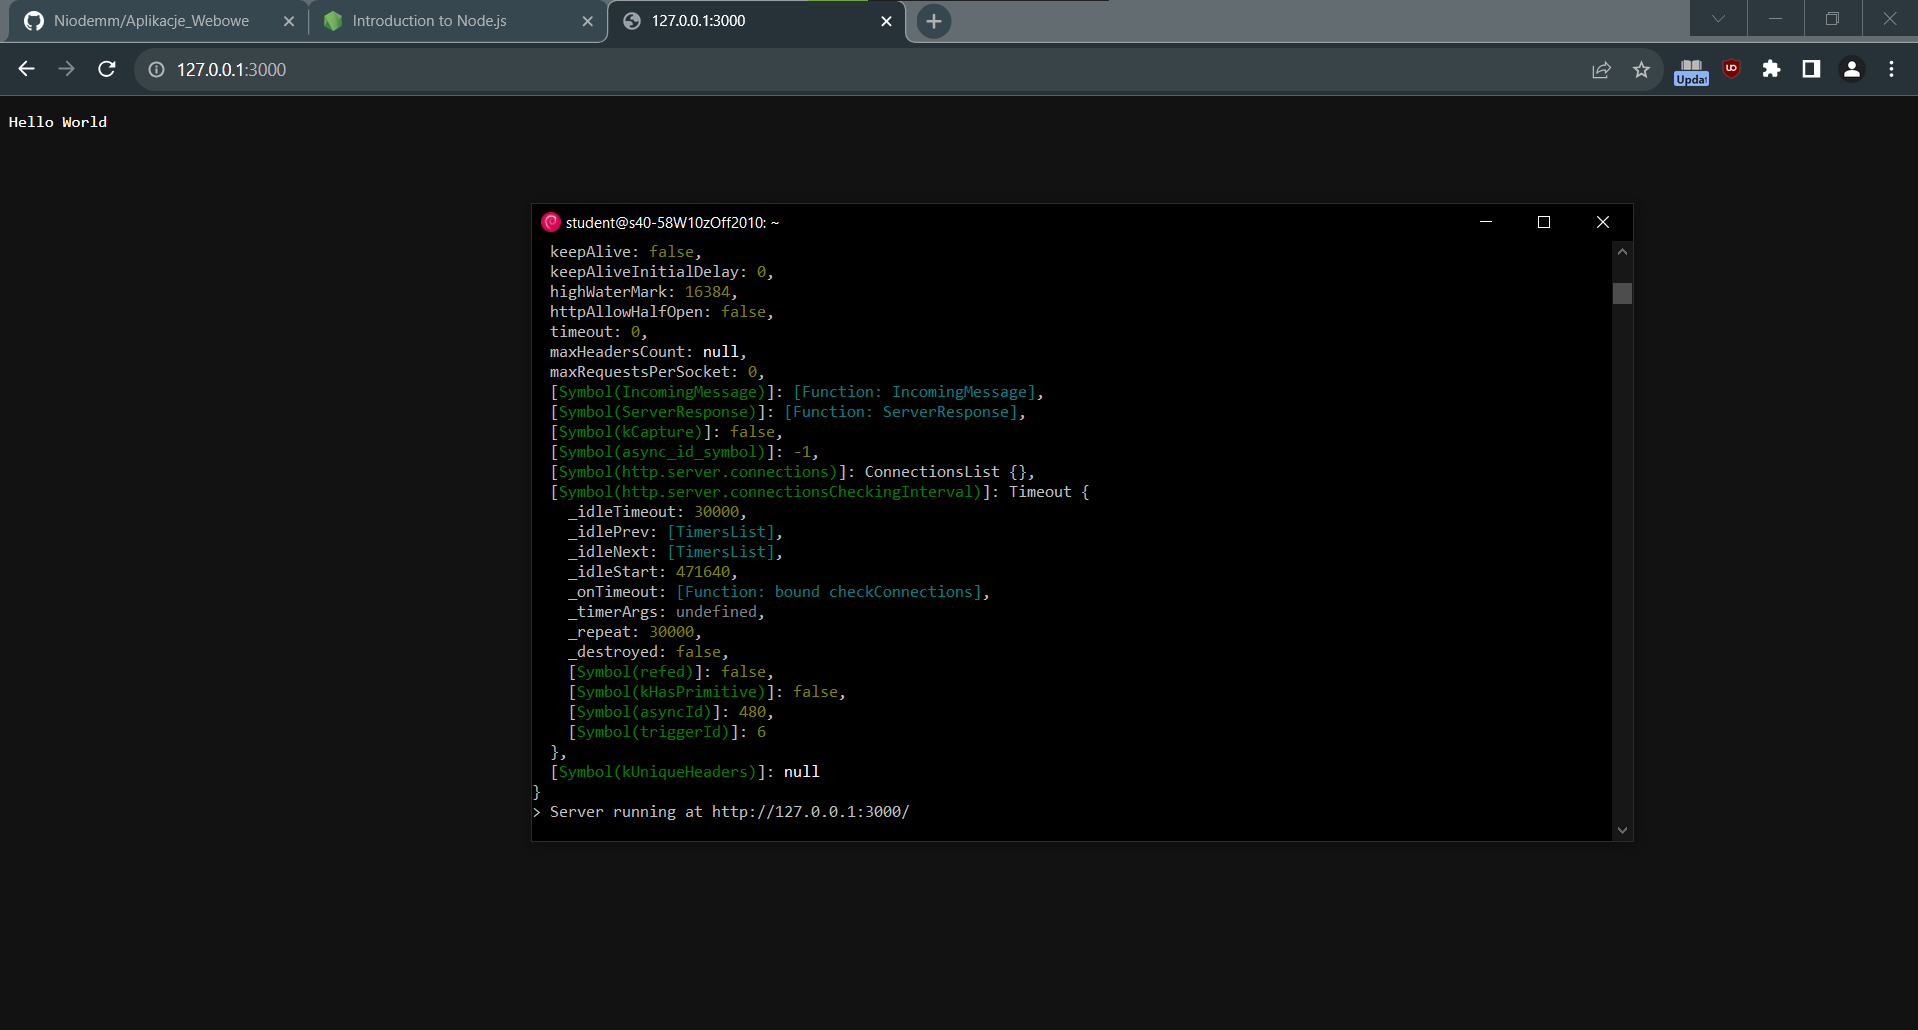 Niodemm/Aplikacje_Webowe
Introduction to Node.js
127.0.0.1:3000
127.0.0.1:3000
Updat
UO
Hello World
student@s40-58W10zOff2010: ~
keepAlive: false,
keepAliveInitialDelay: 0,
highWaterMark: 16384,
httpAllowHalfOpen: false,
timeout: 0,
maxHeadersCount: null,
maxRequestsPerSocket: 0,
[Symbol(IncomingMessage)]: [Function: IncomingMessage],
[Symbol(ServerResponse)]: [Function: ServerResponse],
[Symbol(kCapture)]: false,
[Symbol(async_id_symbol)]: -1,
[Symbol(http.server.connections)]: ConnectionsList {},
[Symbol(http.server.connectionsCheckingInterval)]: Timeout {
_idleTimeout: 30000,
_idlePrev: [TimersList],
_idleNext: [TimersList],
_idleStart: 471640,
_onTimeout: [Function: bound checkConnections],
_timerArgs: undefined,
_repeat: 30000,
_destroyed: false,
[Symbol(refed)]: false,
[Symbol(kHasPrimitive)]: false,
[Symbol(asyncId)]: 480,
[Symbol(triggerId)]: 6
},
[Symbol(kUniqueHeaders)]: null
}
> Server running at http://127.0.0.1:3000/